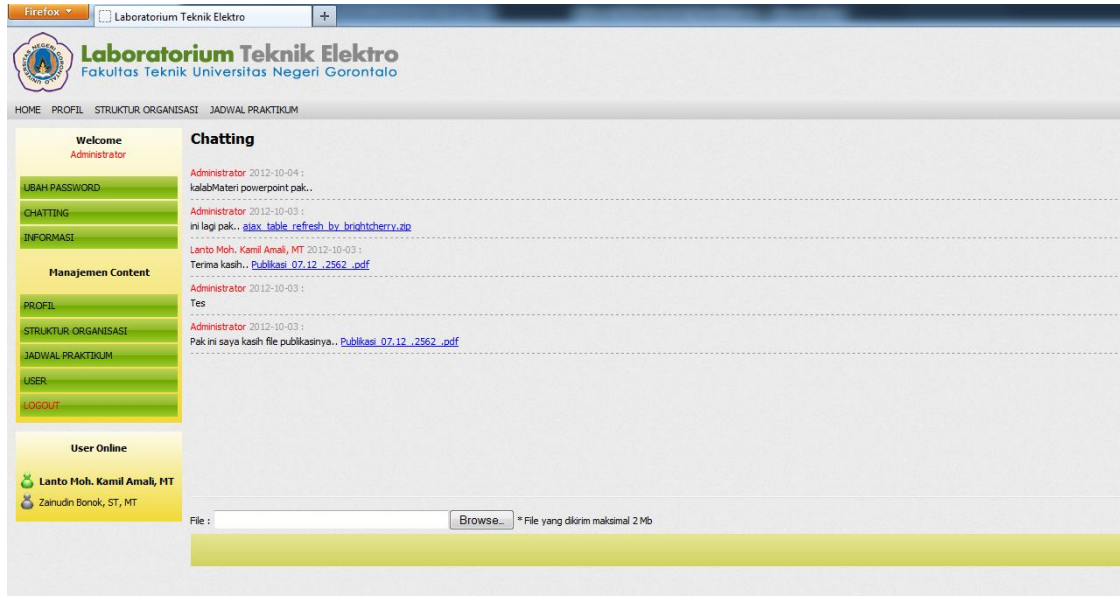 Firefox
Laboratorium Teknik Elektro
+
Laboratorium Teknik Elektro
Fakultas Teknik Universitas Negeri Gorontalo
HOME PROFIL STRUKTUR ORGANISASI JADWAL PRAKTIKUM
Welcome
Administrator
UBAH PASSWORD
CHATTING
INFORMASI
Manajemen Content
PROFIL
STRUKTUR ORGANISASI
JADWAL PRAKTIKUM
USER
LOGOUT
User Online
Lanto Moh. Kamil Amali, MT
Zainudin Bonok, ST, MT
Chatting
Administrator 2012-10-04 :
kalabMateri powerpoint pak..
Administrator 2012-10-03 :
ini lagi pak.. ajax_table_refresh_by_brightcherry.zip
Lanto Moh. Kamil Amali, MT 2012-10-03 :
Terima kasih.. Publikasi_07.12_.2562_.pdf
Administrator 2012-10-03 :
Tes
Administrator 2012-10-03 :
Pak ini saya kasih file publikasinya.. Publikasi_07.12_.2562_.pdf
File : Browse_ * File yang dikirim maksimal 2 Mb